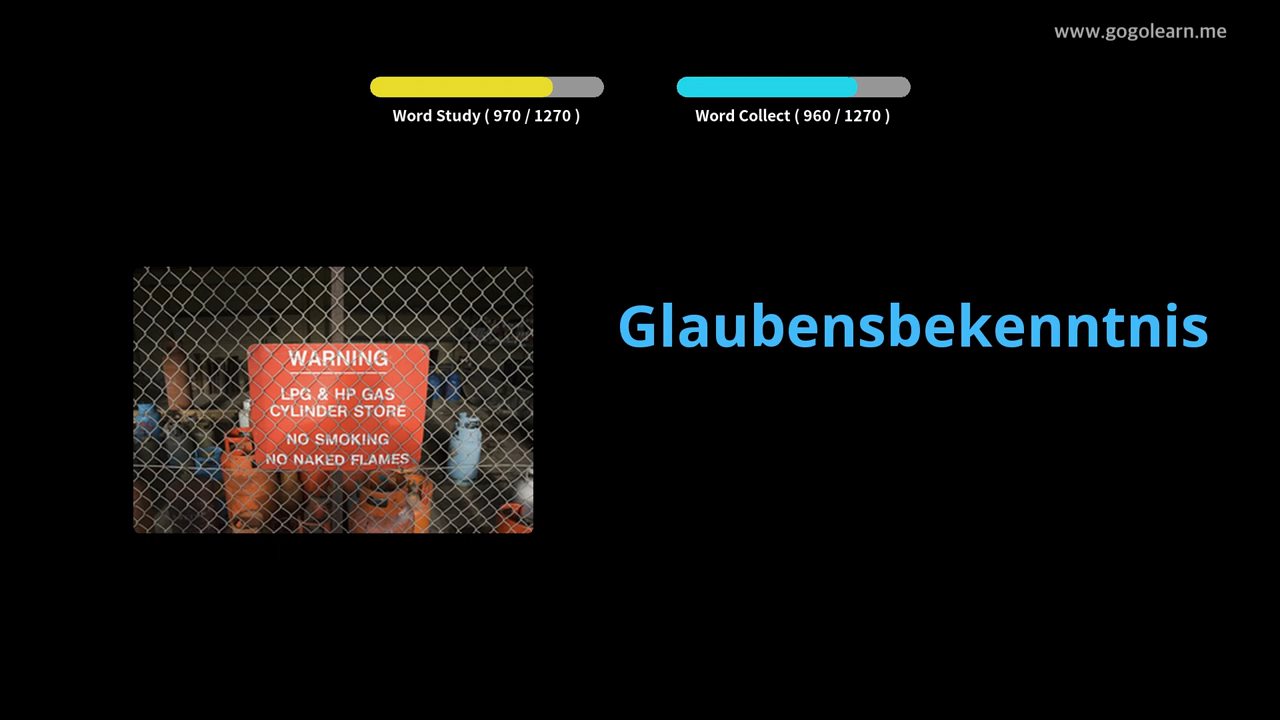 www.gogolearn.me
Word Study ( 970 / 1270 )
Word Collect ( 960 / 1270 )
Glaubensbekenntnis
WARNING
LPG & HP GAS
CYLINDER STORE
NO SMOKING
NO NAKED FLAMES